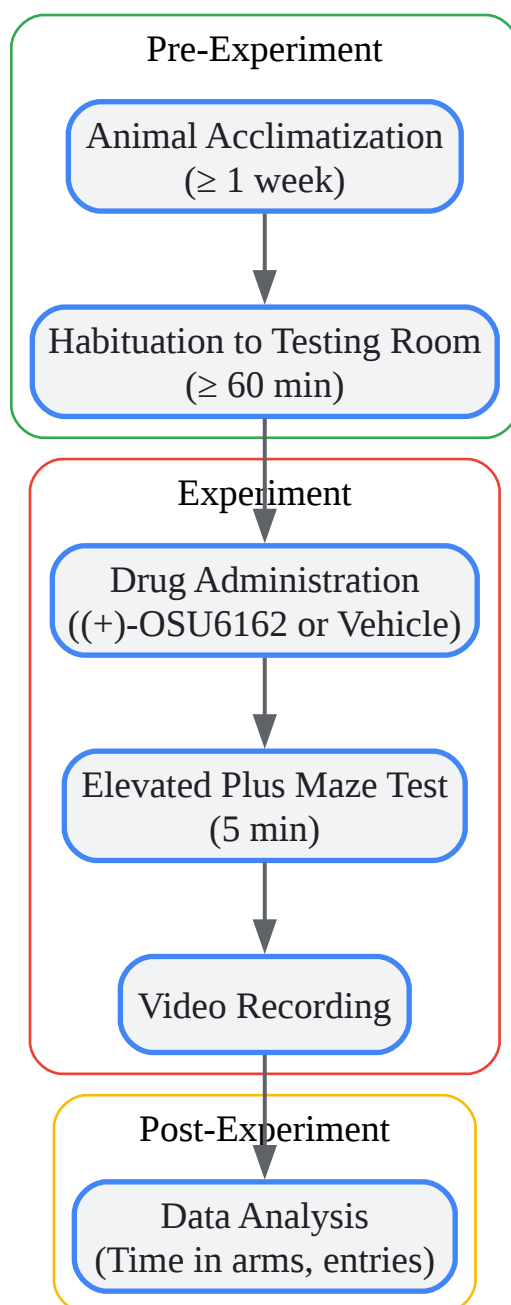 Pre-Experiment
Animal Acclimatization
(≥ 1 week)
Habituation to Testing Room
(≥ 60 min)
Experiment
Drug Administration
((+)-OSU6162 or Vehicle)
Elevated Plus Maze Test
(5 min)
Video Recording
Post-Experiment
Data Analysis
(Time in arms, entries)